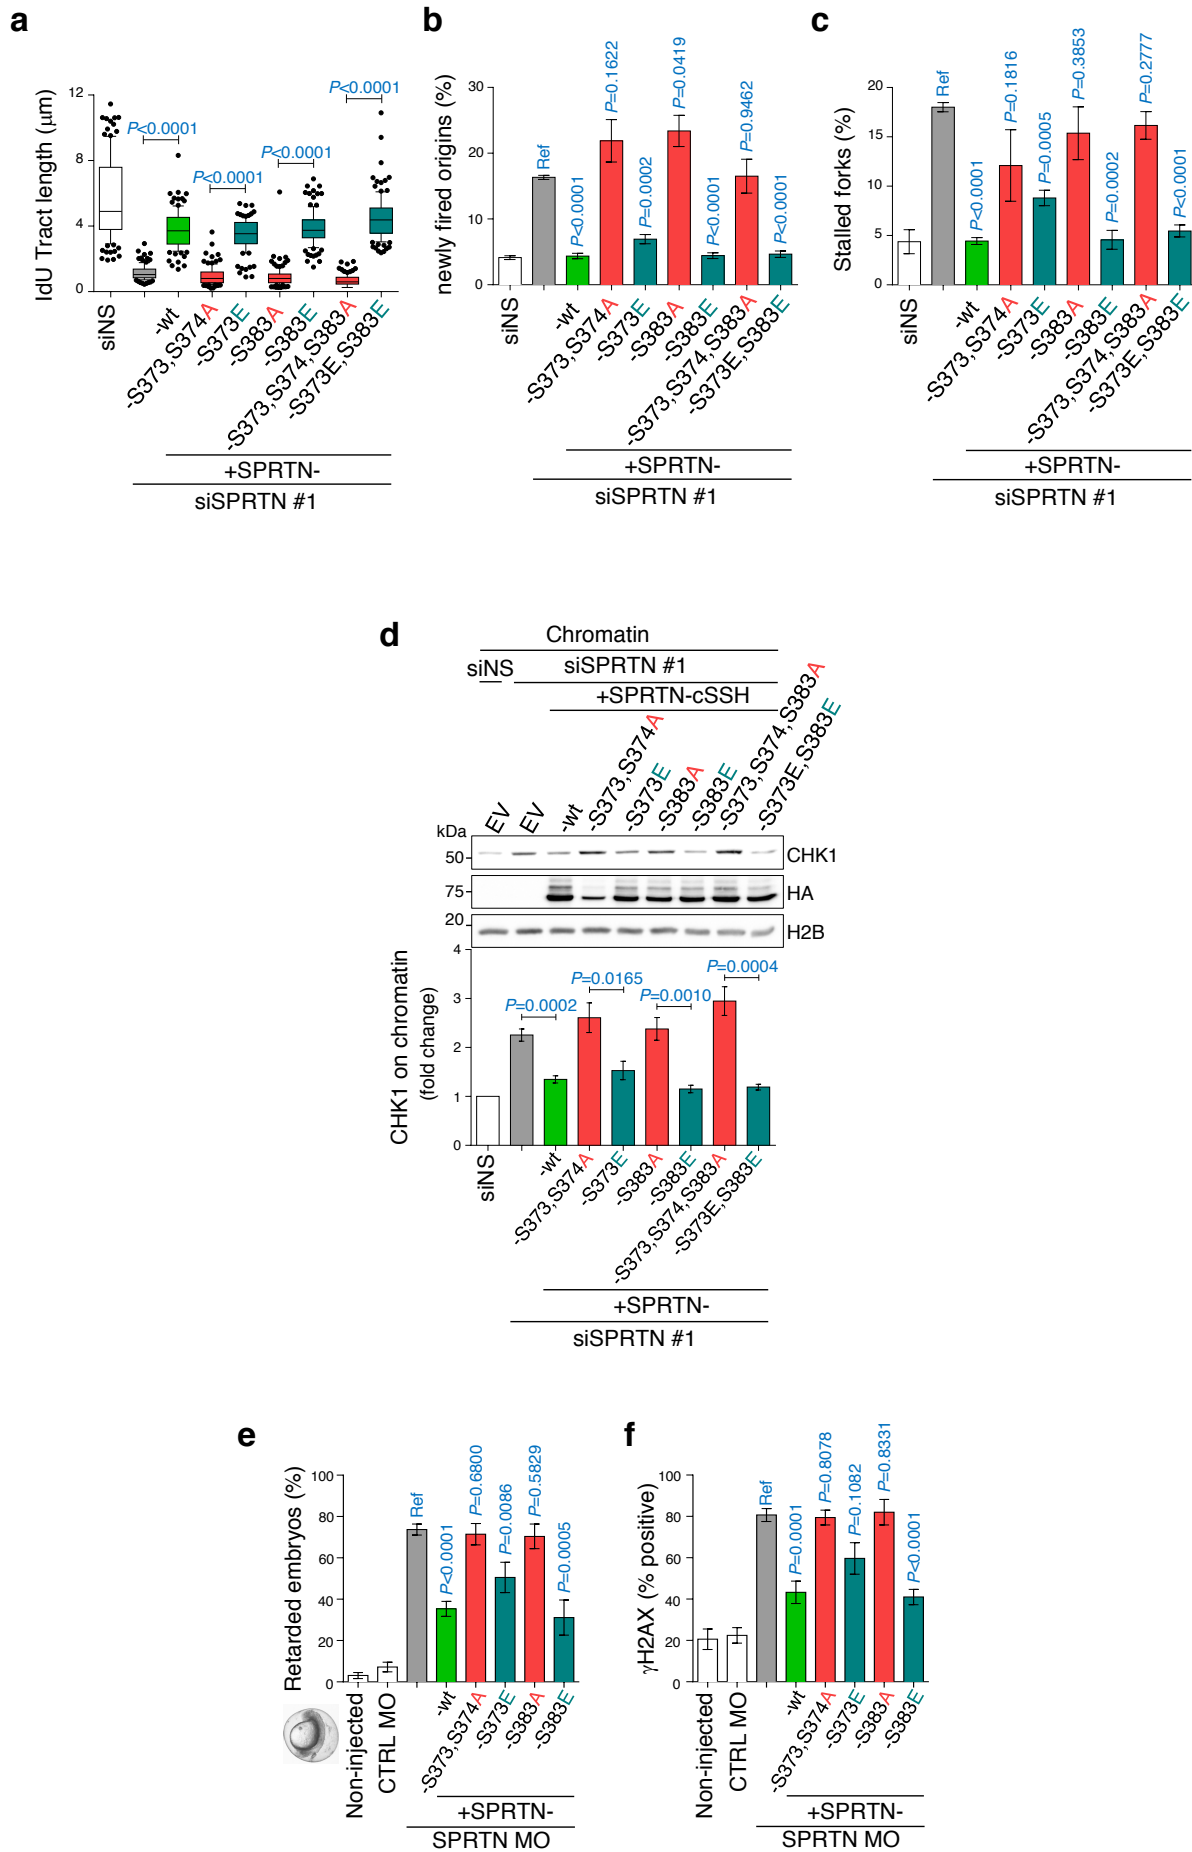 a
IdU Tract length (μm)
12
8
4
0
P<0.0001
P<0.0001
P<0.0001
P<0.0001
siNS
-wt
-S373,S374A
-S373E
-S383A
-S383E
-S373,S374,S383A
-S373E,S383E
+SPRTN-
siSPRTN #1
b
newly fired origins (%)
30
20
10
0
Ref
P<0.0001
P=0.1622
P=0.0002
P=0.0419
P<0.0001
P=0.9462
P<0.0001
siNS
-wt
-S373,S374A
-S373E
-S383A
-S383E
-S373,S374,S383A
-S373E,S383E
+SPRTN-
siSPRTN #1
c
Stalled forks (%)
20
15
10
5
0
Ref
P<0.0001
P=0.1816
P=0.0005
P=0.3853
P=0.0002
P=0.2777
P<0.0001
siNS
-wt
-S373,S374A
-S373E
-S383A
-S383E
-S373,S374,S383A
-S373E,S383E
+SPRTN-
siSPRTN #1
d
Chromatin
siNS
siSPRTN #1
+SPRTN-cSSH
EV
EV
-wt
-S373,S374A
-S373E
-S383A
-S383E
-S373,S374,S383A
-S373E,S383E
kDa
50
CHK1
75
HA
20
H2B
CHK1 on chromatin
(fold change)
4
3
2
1
0
P=0.0002
P=0.0165
P=0.0010
P=0.0004
siNS
-wt
-S373,S374A
-S373E
-S383A
-S383E
-S373,S374,S383A
-S373E,S383E
+SPRTN-
siSPRTN #1
e
Retarded embryos (%)
100
80
60
40
20
0
Ref
P<0.0001
P=0.6800
P=0.0086
P=0.5829
P=0.0005
Non-injected
CTRL MO
-wt
-S373,S374A
-S373E
-S383A
-S383E
+SPRTN-
SPRTN MO
f
γH2AX (% positive)
100
80
60
40
20
0
Ref
P=0.0001
P=0.8078
P=0.1082
P=0.8331
P<0.0001
Non-injected
CTRL MO
-wt
-S373,S374A
-S373E
-S383A
-S383E
+SPRTN-
SPRTN MO